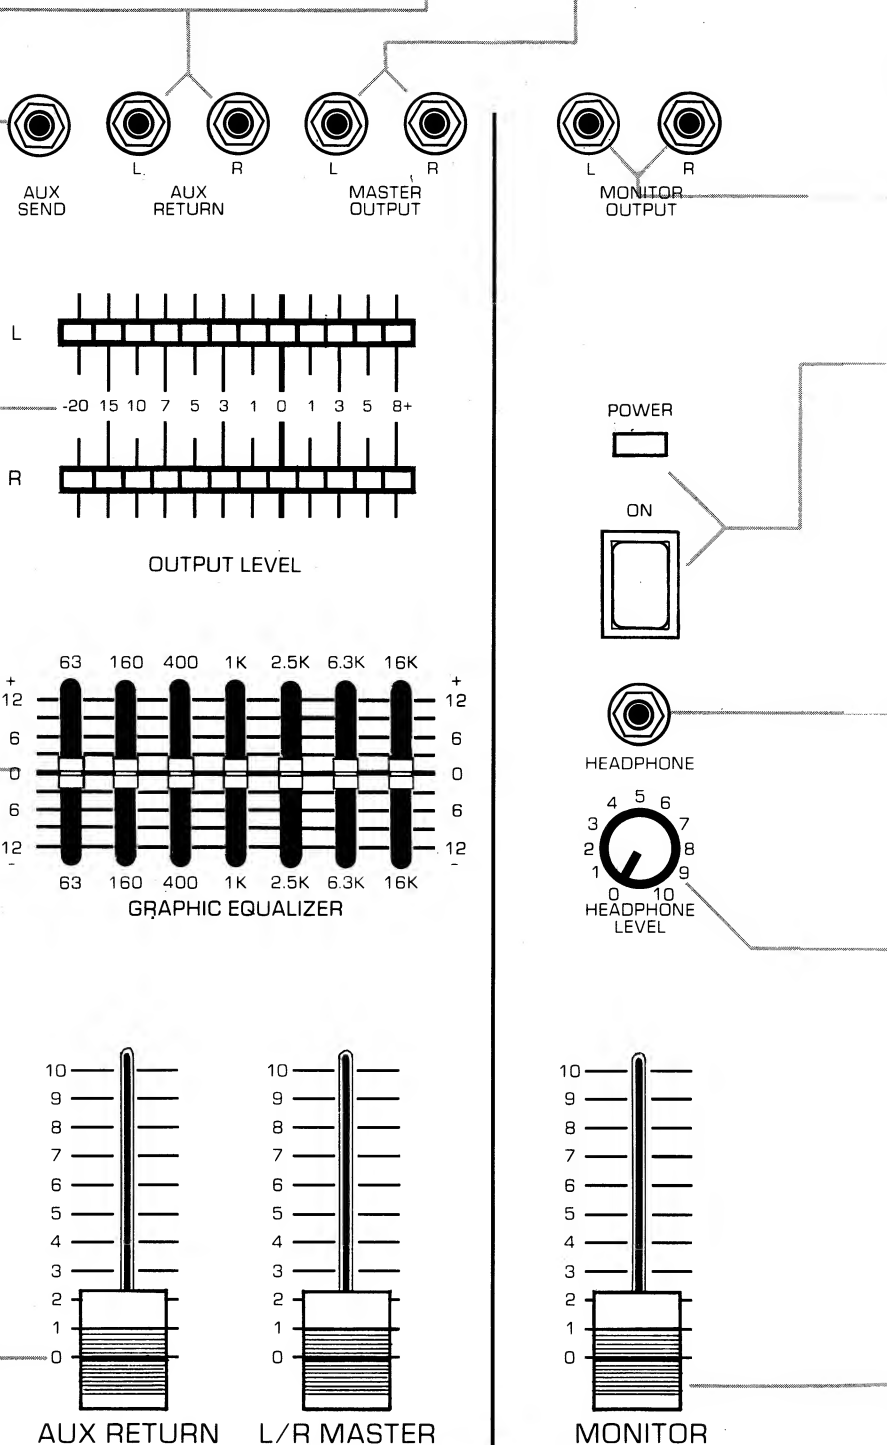 L R L R
AUX SEND
AUX RETURN
MASTER OUTPUT
L R
MONITOR OUTPUT
L
-20 15 10 7 5 3 1 0 1 3 5 8+
R
OUTPUT LEVEL
POWER
ON
63 160 400 1K 2.5K 6.3K 16K
+ +
12 12
6 6
0 0
6 6
12 12
- -
63 160 400 1K 2.5K 6.3K 16K
GRAPHIC EQUALIZER
HEADPHONE
0 1 2 3 4 5 6 7 8 9 10
HEADPHONE
LEVEL
10 10 10
9 9 9
8 8 8
7 7 7
6 6 6
5 5 5
4 4 4
3 3 3
2 2 2
1 1 1
0 0 0
AUX RETURN L/R MASTER MONITOR